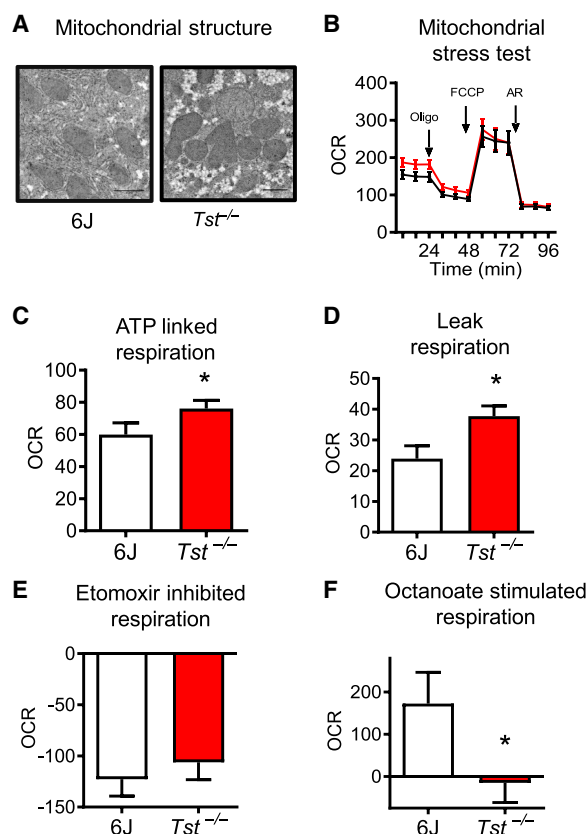 A Mitochondrial structure
6J
Tst−/−
B Mitochondrial
stress test
OCR
400
300
200
100
0
Oligo
FCCP
AR
24 48 72 96
Time (min)
C ATP linked
respiration
OCR
100
80
60
40
20
0
*
6J
Tst −/−
D Leak
respiration
OCR
50
40
30
20
10
0
*
6J
Tst −/−
E Etomoxir inhibited
respiration
OCR
0
-50
-100
-150
6J
Tst −/−
F Octanoate stimulated
respiration
OCR
200
100
0
*
6J
Tst −/−